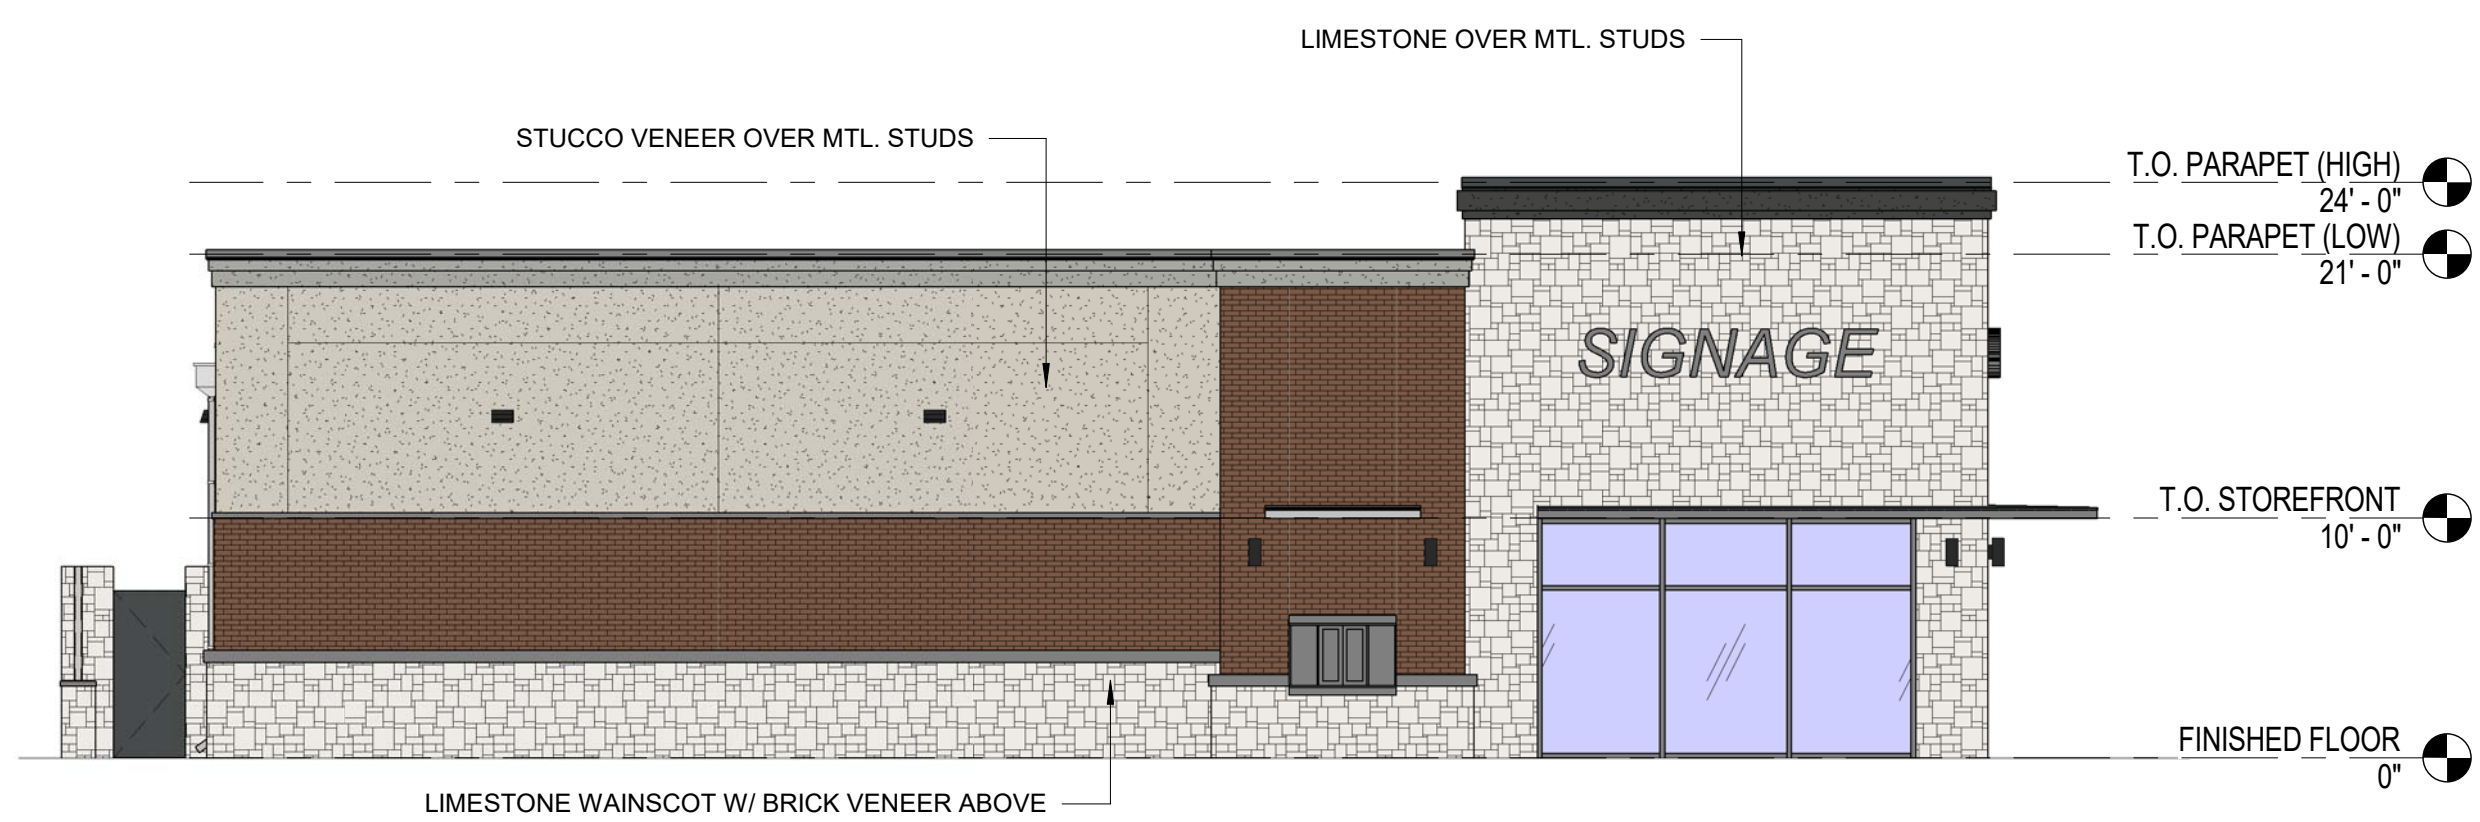 LIMESTONE OVER MTL. STUDS
STUCCO VENEER OVER MTL. STUDS
T.O. PARAPET (HIGH)
24' - 0"
T.O. PARAPET (LOW)
21' - 0"
SIGNAGE
T.O. STOREFRONT
10' - 0"
FINISHED FLOOR
0"
LIMESTONE WAINSCOT W/ BRICK VENEER ABOVE